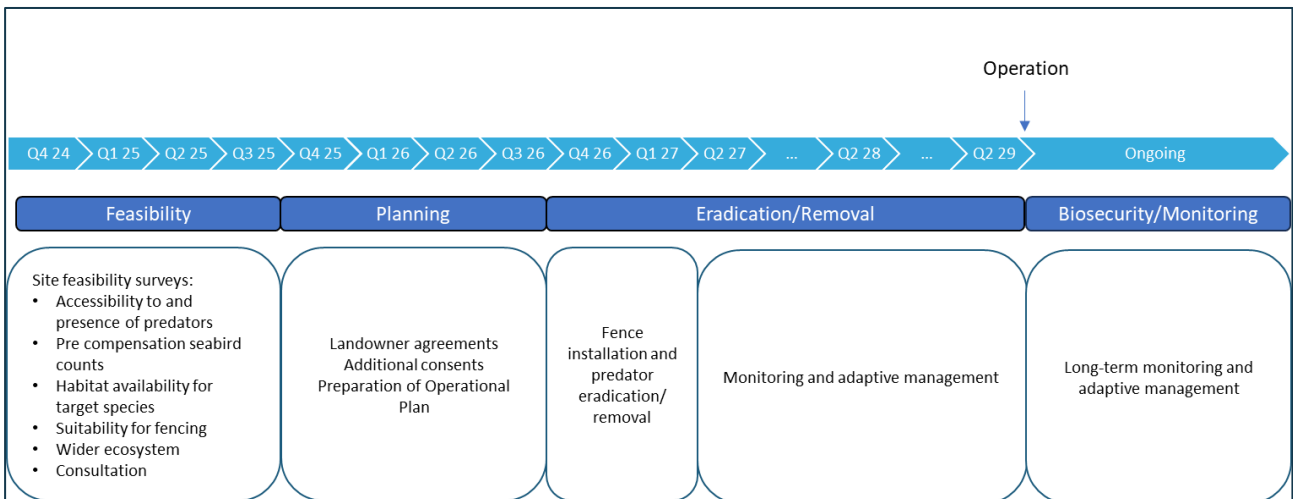 Operation
Q4 24 Q1 25 Q2 25 Q3 25 Q4 25 Q1 26 Q2 26 Q3 26 Q4 26 Q1 27 Q2 27 ... Q2 28 ... Q2 29 Ongoing
Feasibility Planning Eradication/Removal Biosecurity/Monitoring
Site feasibility surveys:
• Accessibility to and
presence of predators
• Pre compensation seabird
counts
• Habitat availability for
target species
• Suitability for fencing
• Wider ecosystem
• Consultation
Landowner agreements
Additional consents
Preparation of Operational
Plan
Fence
installation and
predator
eradication/
removal
Monitoring and adaptive management
Long-term monitoring and
adaptive management